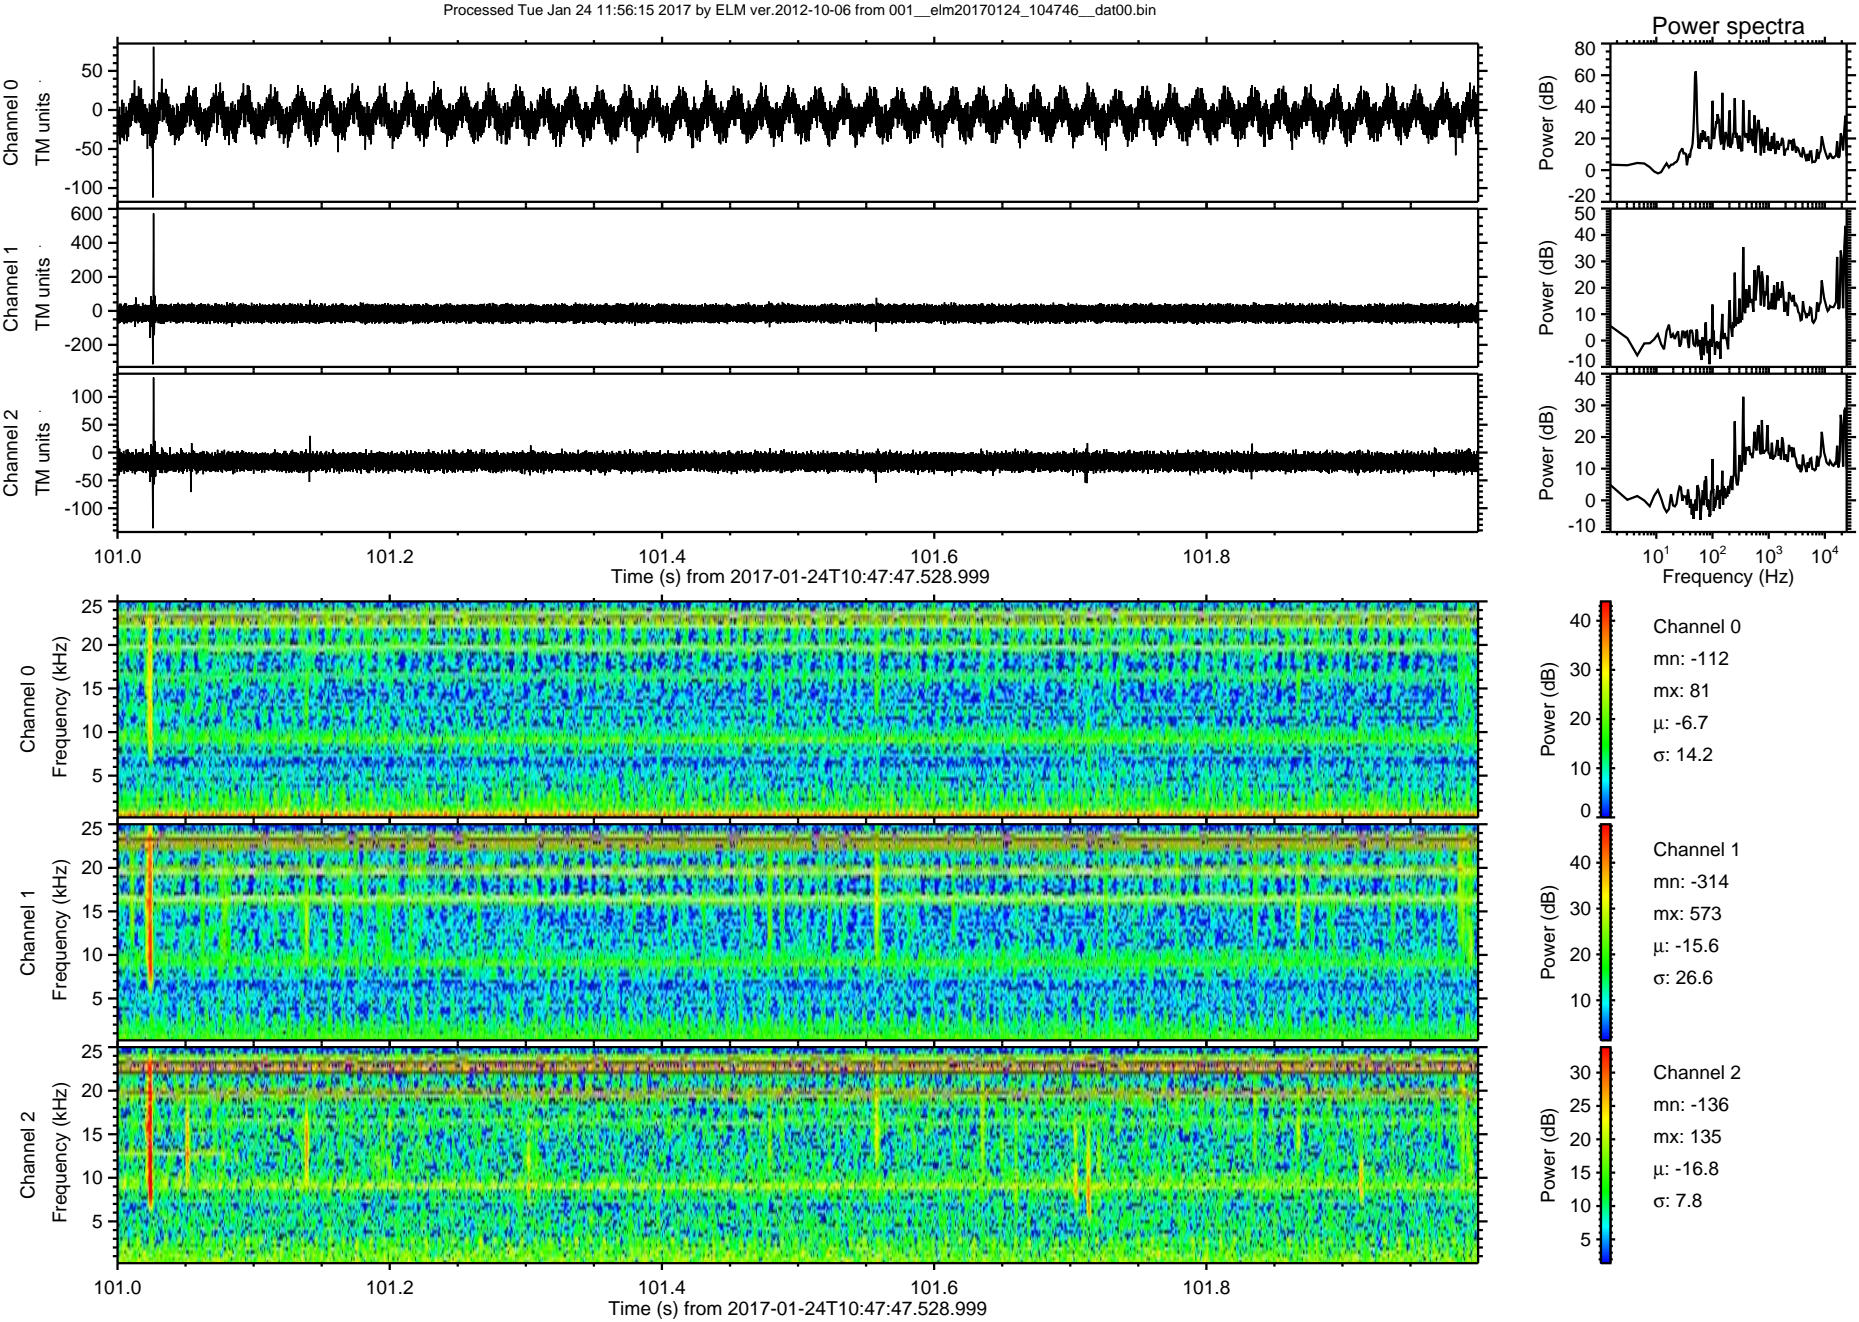 Processed Tue Jan 24 11:56:15 2017 by ELM ver.2012-10-06 from 001__elm20170124_104746__dat00.bin
Power spectra
Channel 0
TM units
50
0
-50
-100
Power (dB)
80
60
40
20
0
-20
Channel 1
TM units
600
400
200
0
-200
Power (dB)
50
40
30
20
10
0
-10
Channel 2
TM units
100
50
0
-50
-100
Power (dB)
40
30
20
10
0
-10
101.0 101.2 101.4 101.6 101.8
Time (s) from 2017-01-24T10:47:47.528.999
10¹ 10² 10³ 10⁴
Frequency (Hz)
Channel 0
Frequency (kHz)
25
20
15
10
5
Power (dB)
40
30
20
10
0
Channel 0
mn: -112
mx: 81
μ: -6.7
σ: 14.2
Channel 1
Frequency (kHz)
25
20
15
10
5
Power (dB)
40
30
20
10
Channel 1
mn: -314
mx: 573
μ: -15.6
σ: 26.6
Channel 2
Frequency (kHz)
25
20
15
10
5
Power (dB)
30
25
20
15
10
5
Channel 2
mn: -136
mx: 135
μ: -16.8
σ: 7.8
101.0 101.2 101.4 101.6 101.8
Time (s) from 2017-01-24T10:47:47.528.999